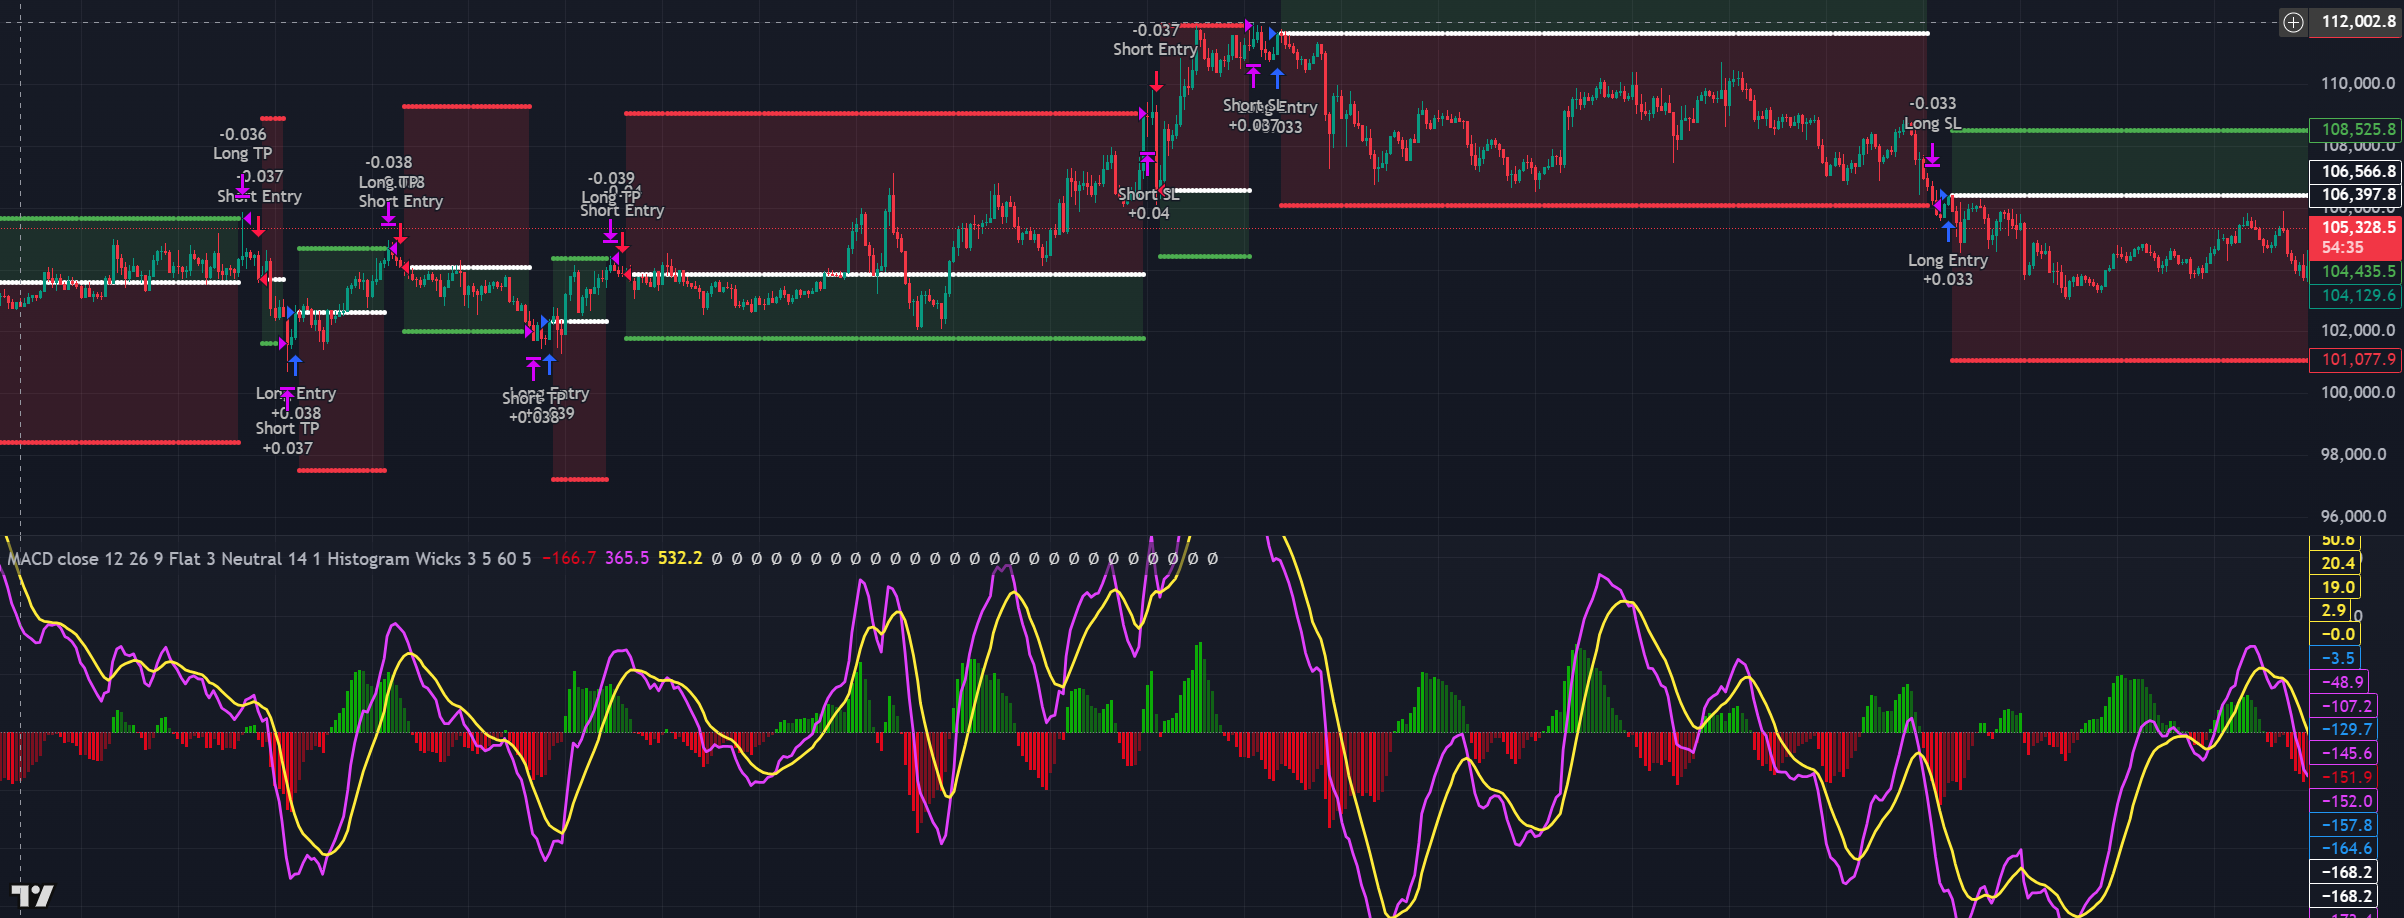 112,002.8
110,000.0
108,525.8
108,000.0
106,566.8
106,397.8
105,328.5
54:35
104,435.5
104,129.6
102,000.0
101,077.9
100,000.0
98,000.0
96,000.0
-0.036
Long TP
-0.037
Short Entry
Long Entry
+0.038
Short TP
+0.037
-0.038
Long TP
Short Entry
Long Entry
Short TP
+0.038
-0.039
Long TP
Short Entry
-0.037
Short Entry
Short SL
+0.04
Short SL
+0.037
-0.033
Long SL
Long Entry
+0.033
MACD close 12 26 9 Flat 3 Neutral 14 1 Histogram Wicks 3 5 60 5 −166.7 365.5 532.2 Ø Ø Ø Ø Ø Ø Ø Ø Ø Ø Ø Ø Ø Ø Ø Ø Ø Ø Ø Ø Ø Ø Ø Ø Ø Ø
50.6
20.4
19.0
2.9
−0.0
−3.5
−48.9
−107.2
−129.7
−145.6
−151.9
−152.0
−157.8
−164.6
−168.2
−168.2